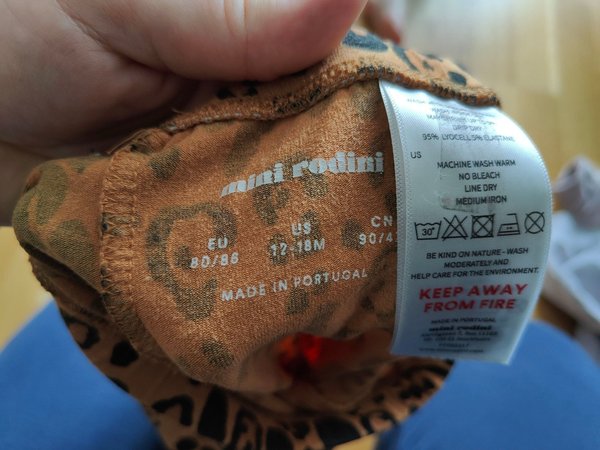 mini rodini
EU
80/86
US
12-18M
CN
90/4
MADE IN PORTUGAL
DRIP DRY
95% LYOCELL 5% ELASTANE
US
MACHINE WASH WARM
NO BLEACH
LINE DRY
MEDIUM IRON
30°
BE KIND ON NATURE - WASH
MODERATELY AND
HELP CARE FOR THE ENVIRONMENT.
KEEP AWAY
FROM FIRE
MADE IN PORTUGAL
mini rodini